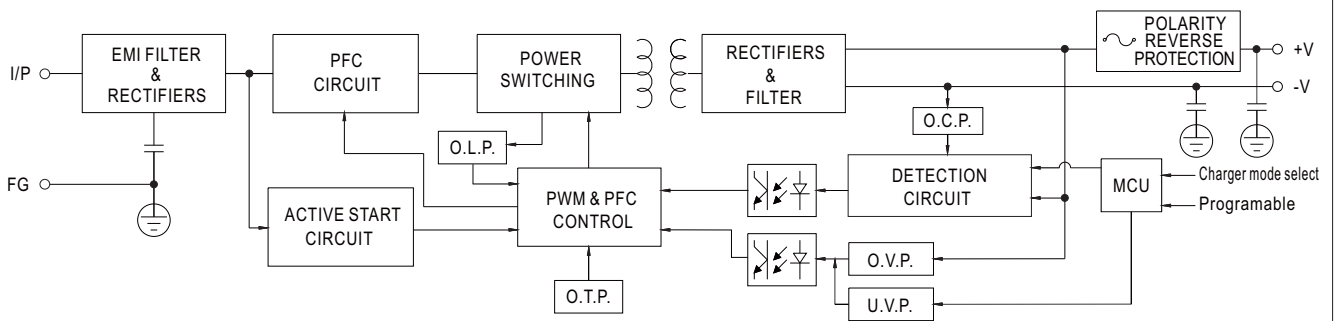 I/P
EMI FILTER
&
RECTIFIERS
PFC
CIRCUIT
POWER
SWITCHING
RECTIFIERS
&
FILTER
POLARITY
REVERSE
PROTECTION
+V
-V
O.L.P.
O.C.P.
FG
ACTIVE START
CIRCUIT
PWM & PFC
CONTROL
DETECTION
CIRCUIT
MCU
Charger mode select
Programable
O.T.P.
O.V.P.
U.V.P.